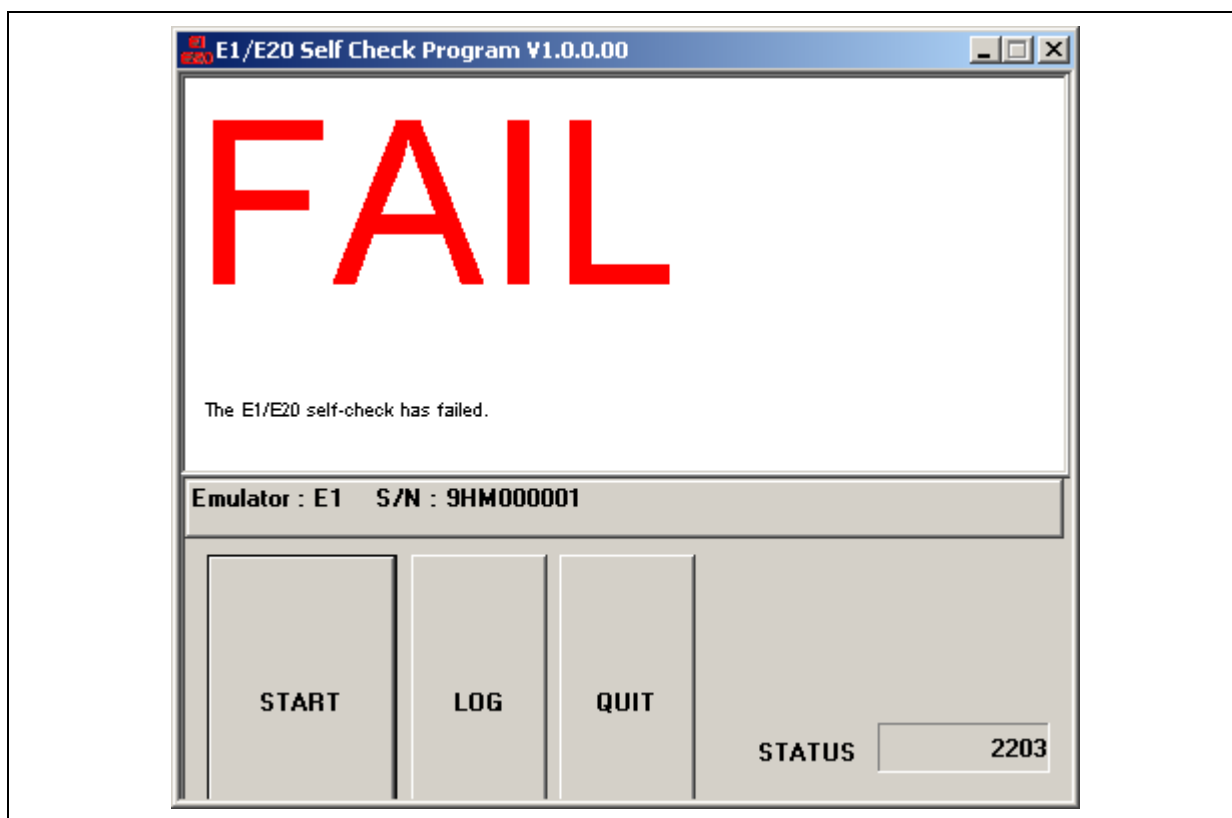 E1/E20 Self Check Program V1.0.0.00
FAIL
The E1/E20 self-check has failed.
Emulator : E1 S/N : 9HM000001
START LOG QUIT
STATUS 2203